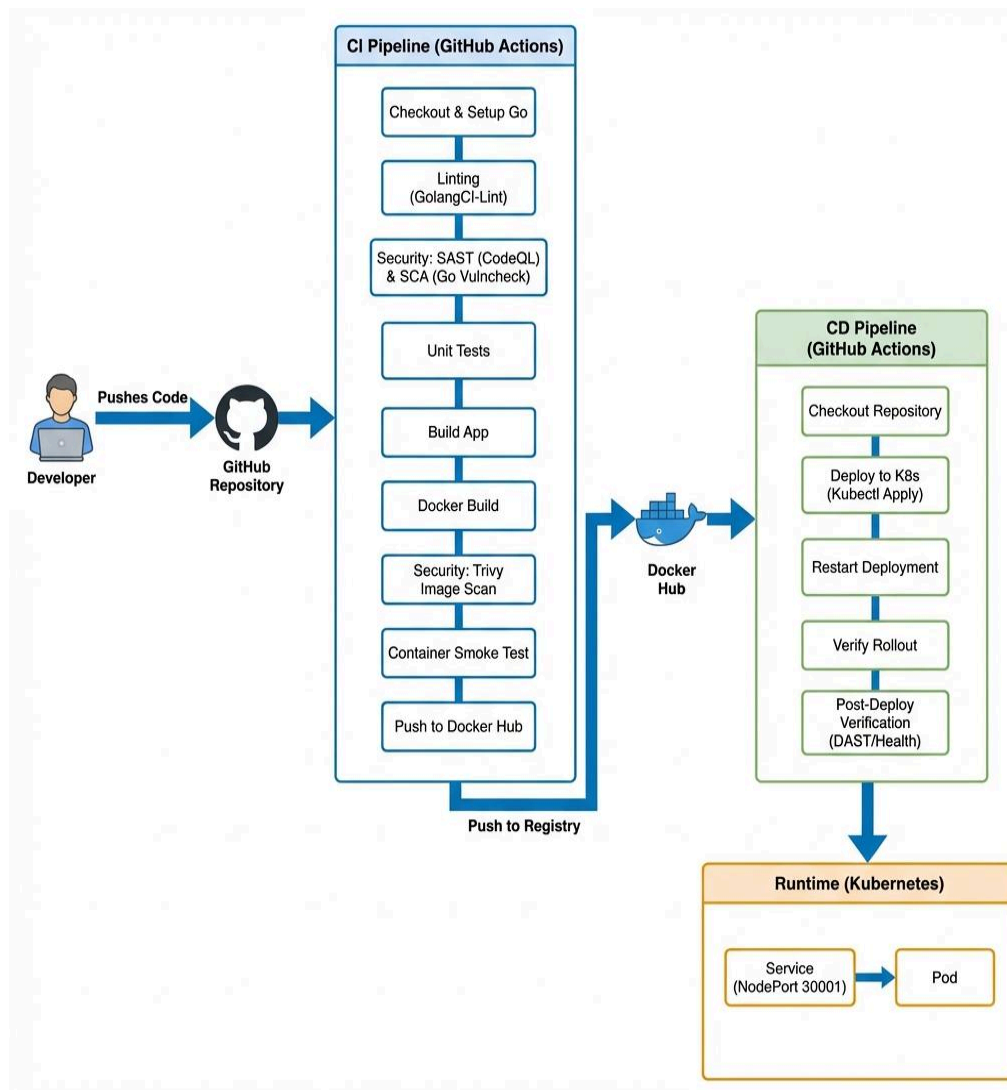 CI Pipeline (GitHub Actions)
Checkout & Setup Go
Linting
(GolangCI-Lint)
Security: SAST (CodeQL)
& SCA (Go Vulncheck)
Unit Tests
Build App
Docker Build
Security: Trivy
Image Scan
Container Smoke Test
Push to Docker Hub
Pushes Code
Developer
GitHub
Repository
Push to Registry
Docker
Hub
CD Pipeline
(GitHub Actions)
Checkout Repository
Deploy to K8s
(Kubectl Apply)
Restart Deployment
Verify Rollout
Post-Deploy
Verification
(DAST/Health)
Runtime (Kubernetes)
Service
(NodePort 30001)
Pod